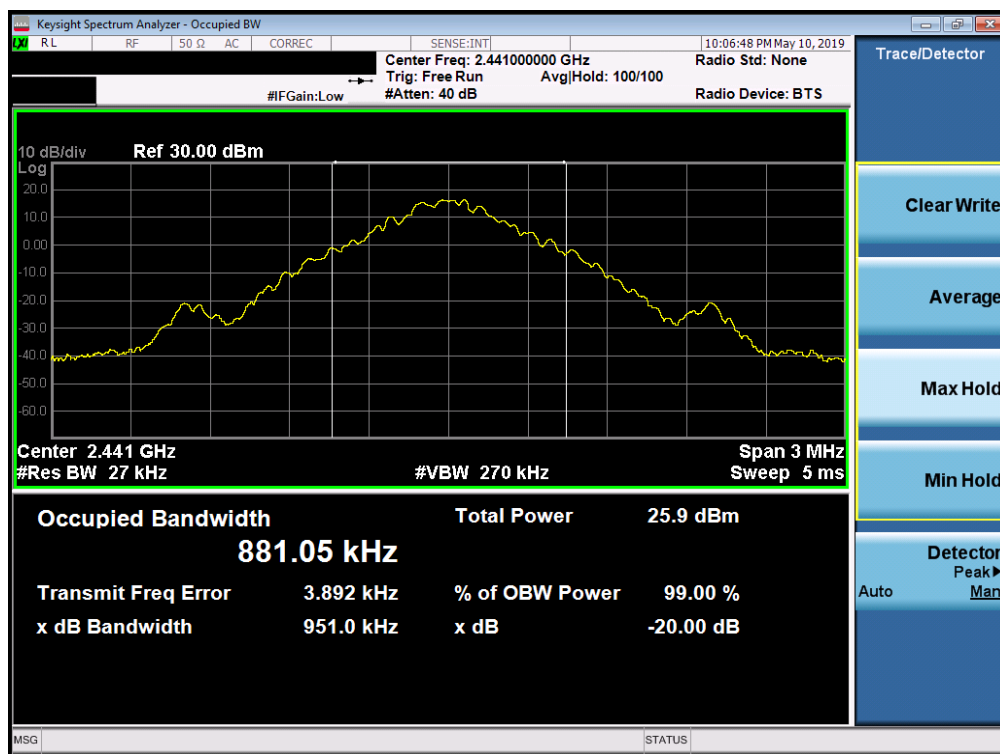 Keysight Spectrum Analyzer - Occupied BW
LXI RL RF 50 Ω AC CORREC SENSE:INT 10:06:48 PM May 10, 2019
Center Freq: 2.441000000 GHz Radio Std: None
Trig: Free Run Avg|Hold: 100/100
#IFGain:Low #Atten: 40 dB Radio Device: BTS
Trace/Detector
10 dB/div Ref 30.00 dBm
Log
20.0
10.0
0.00
-10.0
-20.0
-30.0
-40.0
-50.0
-60.0
Center 2.441 GHz Span 3 MHz
#Res BW 27 kHz #VBW 270 kHz Sweep 5 ms
Occupied Bandwidth Total Power 25.9 dBm
881.05 kHz
Transmit Freq Error 3.892 kHz % of OBW Power 99.00 %
x dB Bandwidth 951.0 kHz x dB -20.00 dB
Clear Write
Average
Max Hold
Min Hold
Detector
Peak▶
Auto Man
MSG STATUS